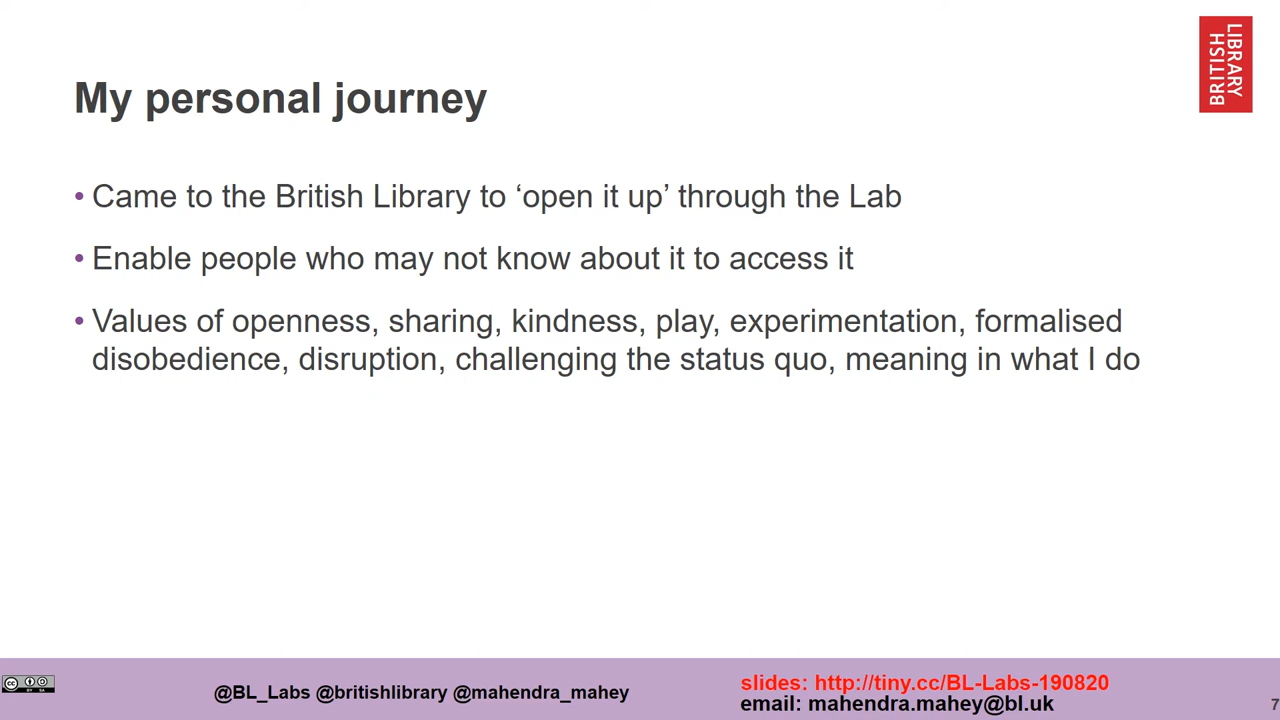 LIBRARY
BRITISH
My personal journey
• Came to the British Library to ‘open it up’ through the Lab
• Enable people who may not know about it to access it
• Values of openness, sharing, kindness, play, experimentation, formalised
disobedience, disruption, challenging the status quo, meaning in what I do
cc
BY SA
@BL_Labs @britishlibrary @mahendra_mahey
slides: http://tiny.cc/BL-Labs-190820
email: mahendra.mahey@bl.uk
7